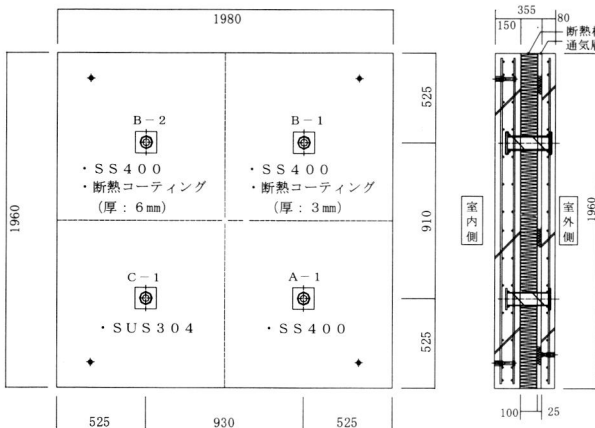 1980
355
150
80
断熱
通気
525
B-2
B-1
・SS400
・断熱コーティング
(厚:6㎜)
・SS400
・断熱コーティング
(厚:3㎜)
1960
910
室内側
室外側
1960
C-1
A-1
・SUS304
・SS400
525
525
930
525
100
25